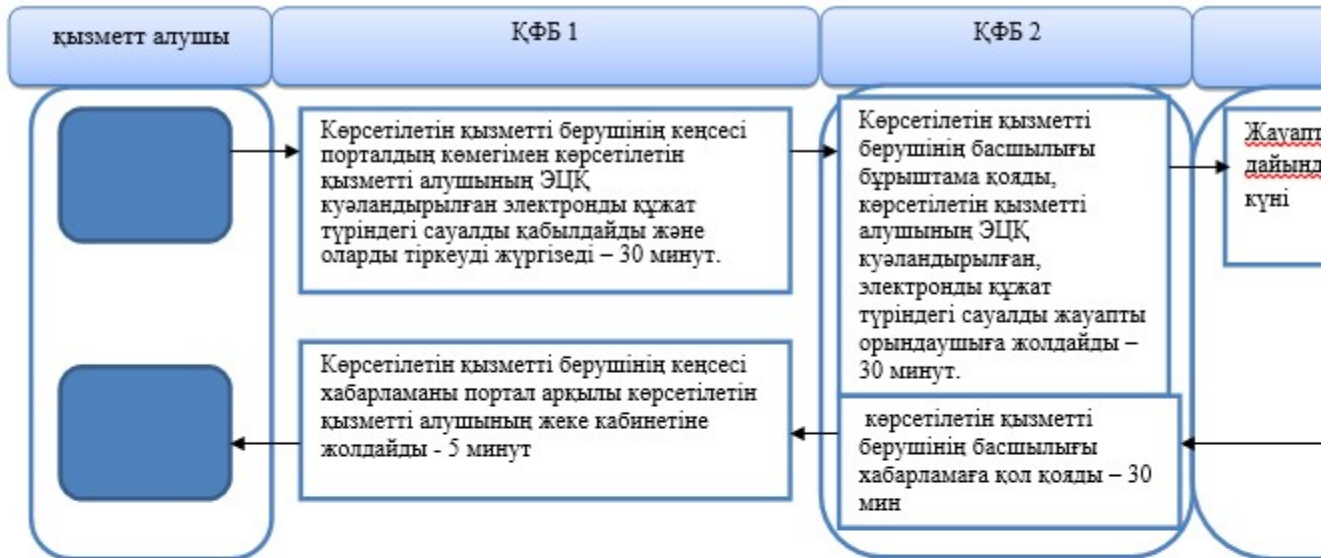 қызметт алушы
ҚФБ 1
ҚФБ 2
Көрсетілетін қызметті берушінің кеңсесі
порталдың көмегімен көрсетілетін
қызметті алушының ЭЦҚ
куәландырылған электронды құжат
түріндегі сауалды қабылдайды және
оларды тіркеуді жүргізеді – 30 минут.
Көрсетілетін қызметті
берушінің басшылығы
бұрыштама қояды,
көрсетілетін қызметті
алушының ЭЦҚ
куәландырылған,
электронды құжат
түріндегі сауалды жауапты
орындаушыға жолдайды –
30 минут.
күні
Көрсетілетін қызметті берушінің кеңсесі
хабарламаны портал арқылы көрсетілетін
қызметті алушының жеке кабинетіне
жолдайды - 5 минут
көрсетілетін қызметті
берушінің басшылығы
хабарламаға қол қояды – 30
мин